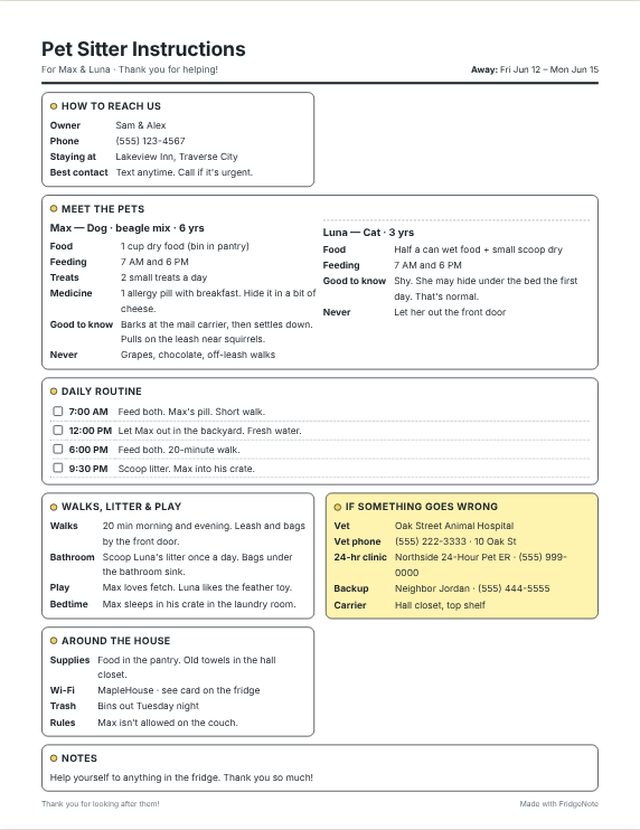 Pet Sitter Instructions
For Max & Luna · Thank you for helping!
Away: Fri Jun 12 – Mon Jun 15
HOW TO REACH US
Owner Sam & Alex
Phone (555) 123-4567
Staying at Lakeview Inn, Traverse City
Best contact Text anytime. Call if it's urgent.
MEET THE PETS
Max — Dog · beagle mix · 6 yrs
Food 1 cup dry food (bin in pantry)
Feeding 7 AM and 6 PM
Treats 2 small treats a day
Medicine 1 allergy pill with breakfast. Hide it in a bit of
cheese.
Good to know Barks at the mail carrier, then settles down.
Pulls on the leash near squirrels.
Never Grapes, chocolate, off-leash walks
Luna — Cat · 3 yrs
Food Half a can wet food + small scoop dry
Feeding 7 AM and 6 PM
Good to know Shy. She may hide under the bed the first
day. That's normal.
Never Let her out the front door
DAILY ROUTINE
7:00 AM Feed both. Max's pill. Short walk.
12:00 PM Let Max out in the backyard. Fresh water.
6:00 PM Feed both. 20-minute walk.
9:30 PM Scoop litter. Max into his crate.
WALKS, LITTER & PLAY
Walks 20 min morning and evening. Leash and bags
by the front door.
Bathroom Scoop Luna's litter once a day. Bags under
the bathroom sink.
Play Max loves fetch. Luna likes the feather toy.
Bedtime Max sleeps in his crate in the laundry room.
IF SOMETHING GOES WRONG
Vet Oak Street Animal Hospital
Vet phone (555) 222-3333 · 10 Oak St
24-hr clinic Northside 24-Hour Pet ER · (555) 999-
0000
Backup Neighbor Jordan · (555) 444-5555
Carrier Hall closet, top shelf
AROUND THE HOUSE
Supplies Food in the pantry. Old towels in the hall
closet.
Wi-Fi MapleHouse · see card on the fridge
Trash Bins out Tuesday night
Rules Max isn't allowed on the couch.
NOTES
Help yourself to anything in the fridge. Thank you so much!
Thank you for looking after them!
Made with FridgeNote